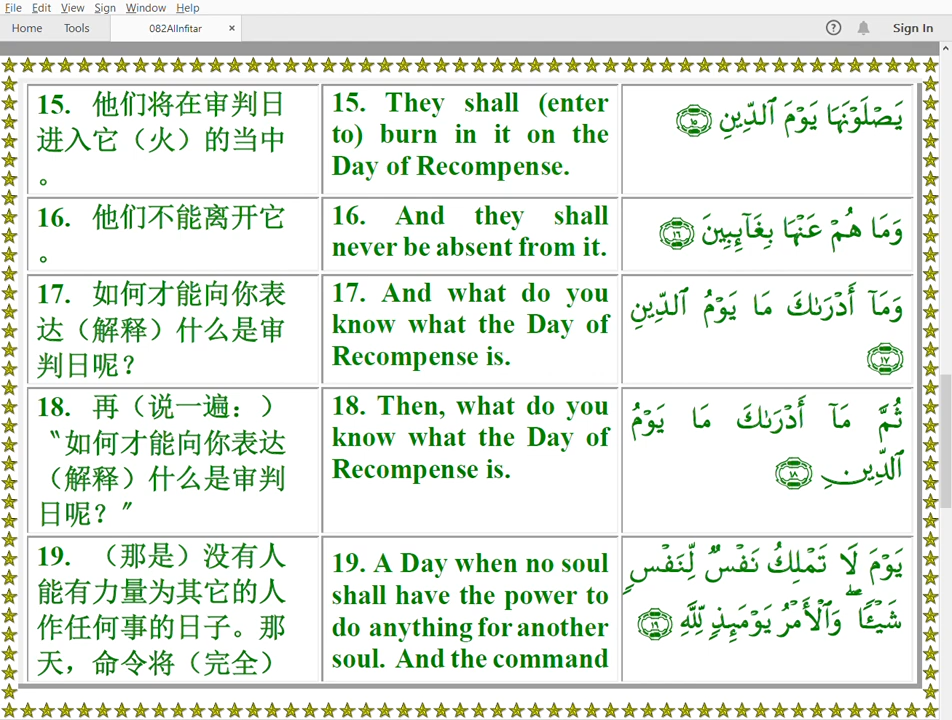 File Edit View Sign Window Help
Home Tools 082AlInfitar × Sign In
15. 他们将在审判日
进入它（火）的当中
。
15. They shall (enter
to) burn in it on the
Day of Recompense.
يَصْلَوْنَهَا يَوْمَ ٱلدِّينِ ١٥
16. 他们不能离开它
。
16. And they shall
never be absent from it.
وَمَا هُمْ عَنْهَا بِغَآئِبِينَ ١٦
17. 如何才能向你表
达（解释）什么是审
判日呢？
17. And what do you
know what the Day of
Recompense is.
وَمَآ أَدْرَىٰكَ مَا يَوْمُ ٱلدِّينِ
١٧
18. 再（说一遍：）
〝如何才能向你表达
（解释）什么是审判
日呢？〞
18. Then, what do you
know what the Day of
Recompense is.
ثُمَّ مَآ أَدْرَىٰكَ مَا يَوْمُ
ٱلدِّينِ ١٨
19. （那是）没有人
能有力量为其它的人
作任何事的日子。那
天，命令将（完全）
19. A Day when no soul
shall have the power to
do anything for another
soul. And the command
يَوْمَ لَا تَمْلِكُ نَفْسٌ لِّنَفْسٍ
شَيْـًٔا ۖ وَٱلْأَمْرُ يَوْمَئِذٍ لِّلَّهِ ١٩